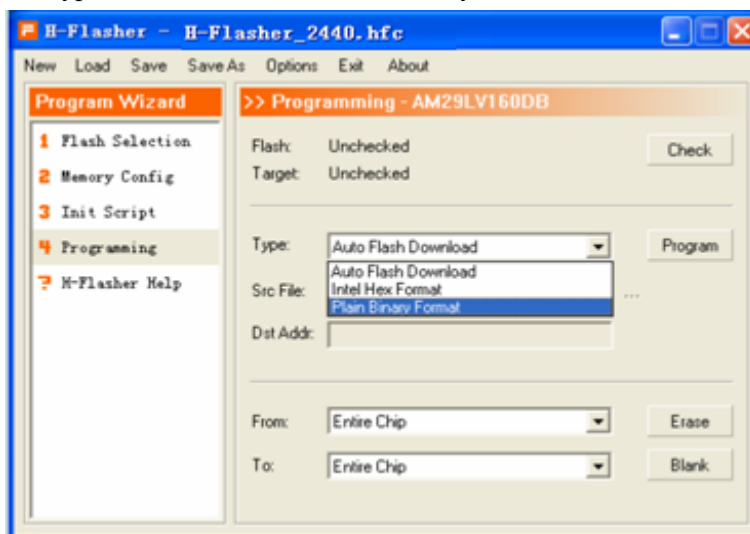 H-Flasher - H-Flasher_2440.hfc
New Load Save Save As Options Exit About
Program Wizard
1 Flash Selection
2 Memory Config
3 Init Script
4 Programming
? H-Flasher Help
>> Programming - AM29LV160DB
Flash: Unchecked Check
Target: Unchecked
Type: Auto Flash Download Program
Auto Flash Download
Intel Hex Format
Plain Binary Format
Src File: ...
Dst Addr:
From: Entire Chip Erase
To: Entire Chip Blank